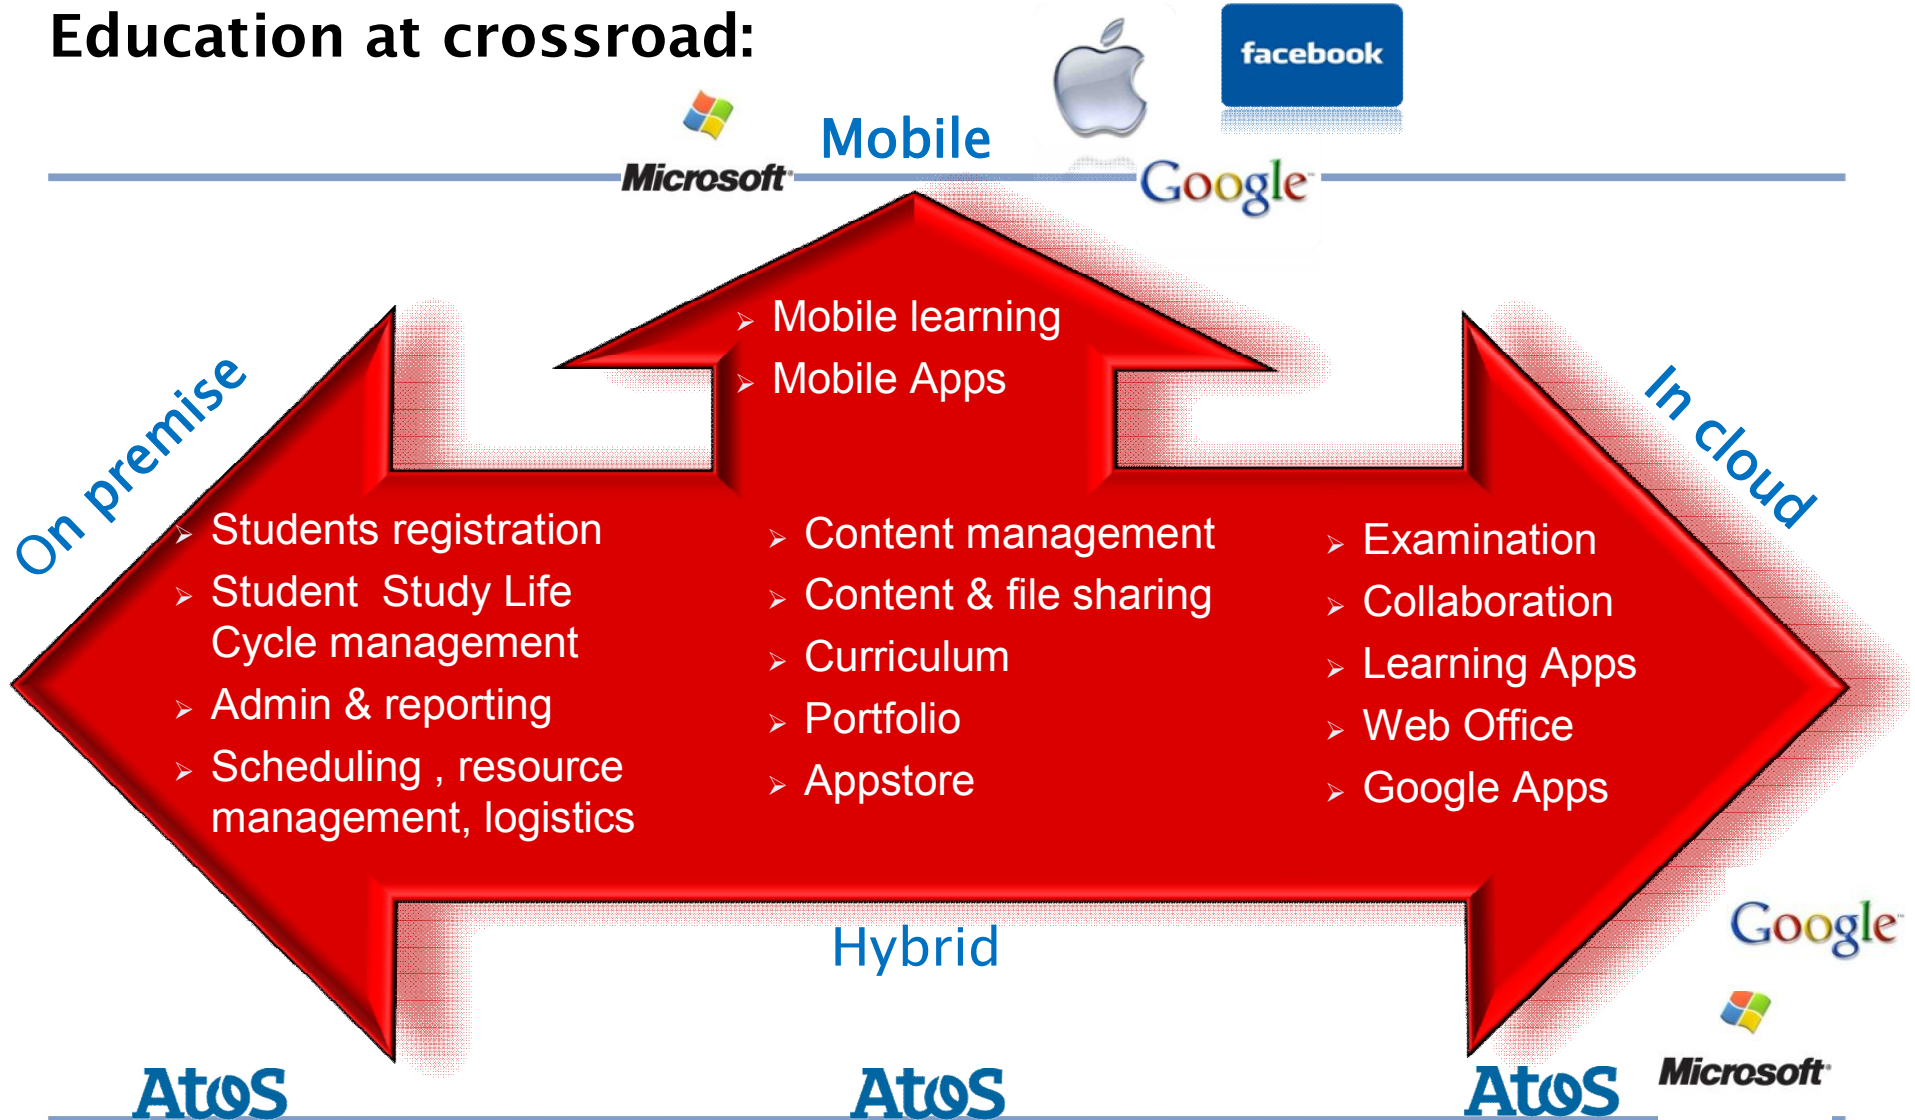 Education at crossroad:
facebook
Mobile
Microsoft
Google
Mobile learning
Mobile Apps
On premise
In cloud
Students registration
Student Study Life
Cycle management
Admin & reporting
Scheduling , resource
management, logistics
Content management
Content & file sharing
Curriculum
Portfolio
Appstore
Examination
Collaboration
Learning Apps
Web Office
Google Apps
Hybrid
Google
Microsoft
Atos
Atos
Atos